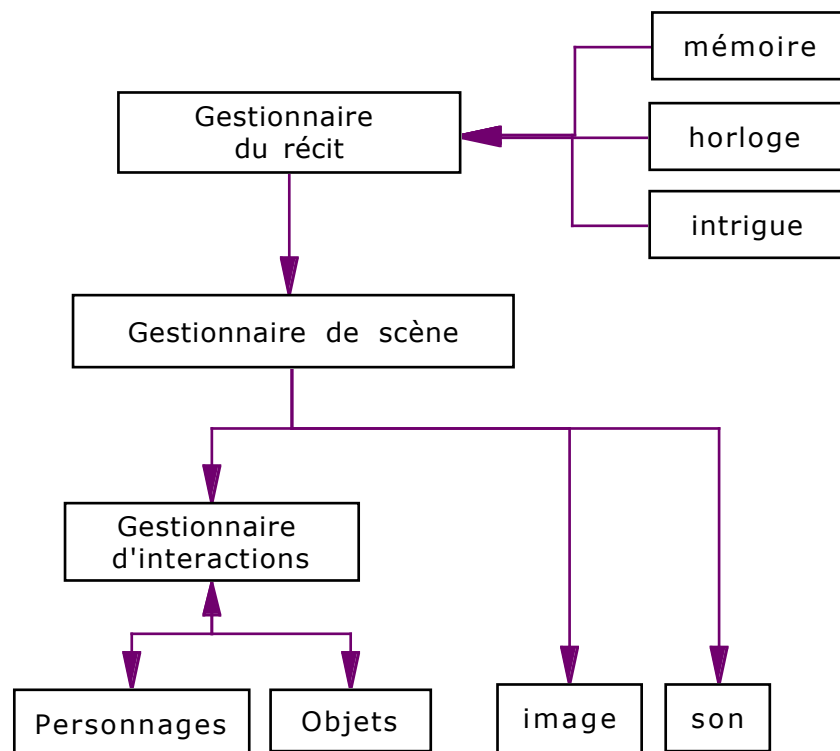 mémoire
Gestionnaire
du récit
horloge
intrigue
Gestionnaire de scène
Gestionnaire
d'interactions
Personnages
Objets
image
son